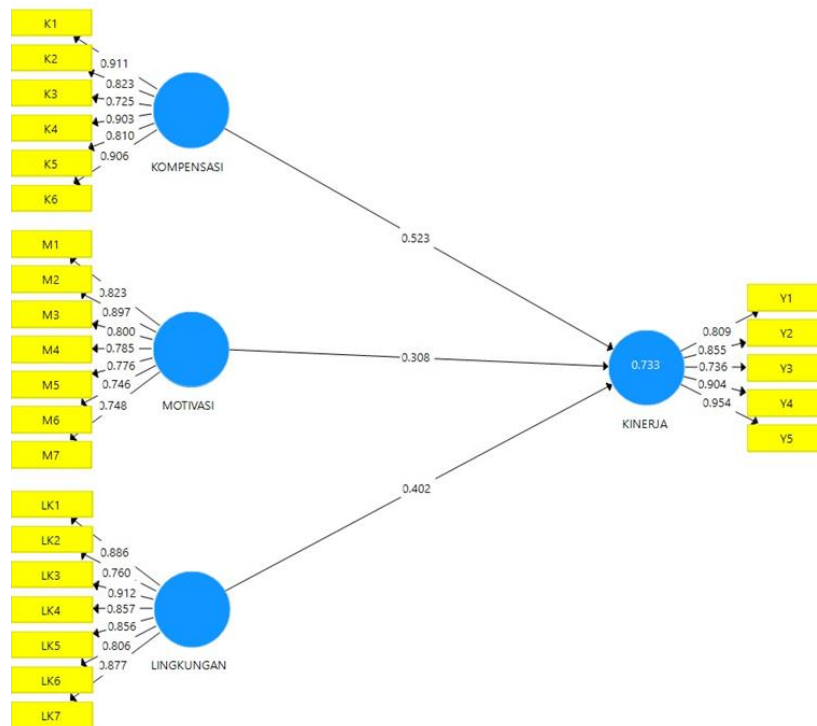 K1
K2
K3
K4
K5
K6
0.911
0.823
0.725
0.903
0.810
0.906
KOMPENSASI
0.523
M1
M2
M3
M4
M5
M6
M7
0.823
0.897
0.800
0.785
0.776
0.746
0.748
MOTIVASI
0.308
LK1
LK2
LK3
LK4
LK5
LK6
LK7
0.886
0.760
0.912
0.857
0.856
0.806
0.877
LINGKUNGAN
0.402
0.733
KINERJA
0.809
0.855
0.736
0.904
0.954
Y1
Y2
Y3
Y4
Y5